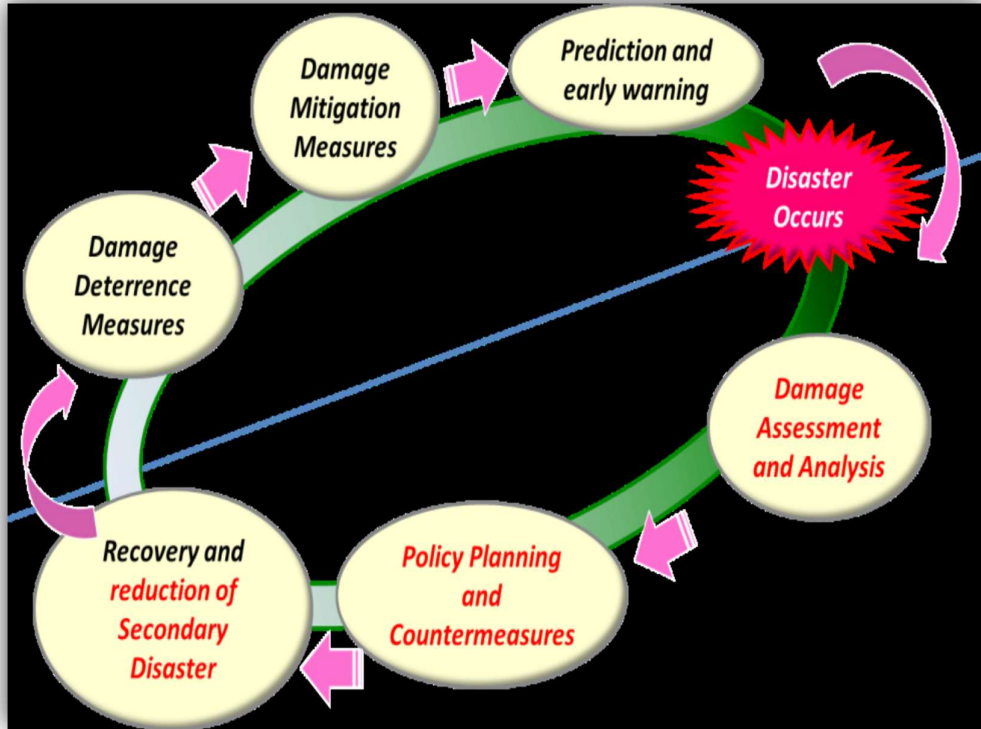 Damage
Mitigation
Measures
Prediction and
early warning
Disaster
Occurs
Damage
Deterrence
Measures
Damage
Assessment
and Analysis
Recovery and
reduction of
Secondary
Disaster
Policy Planning
and
Countermeasures